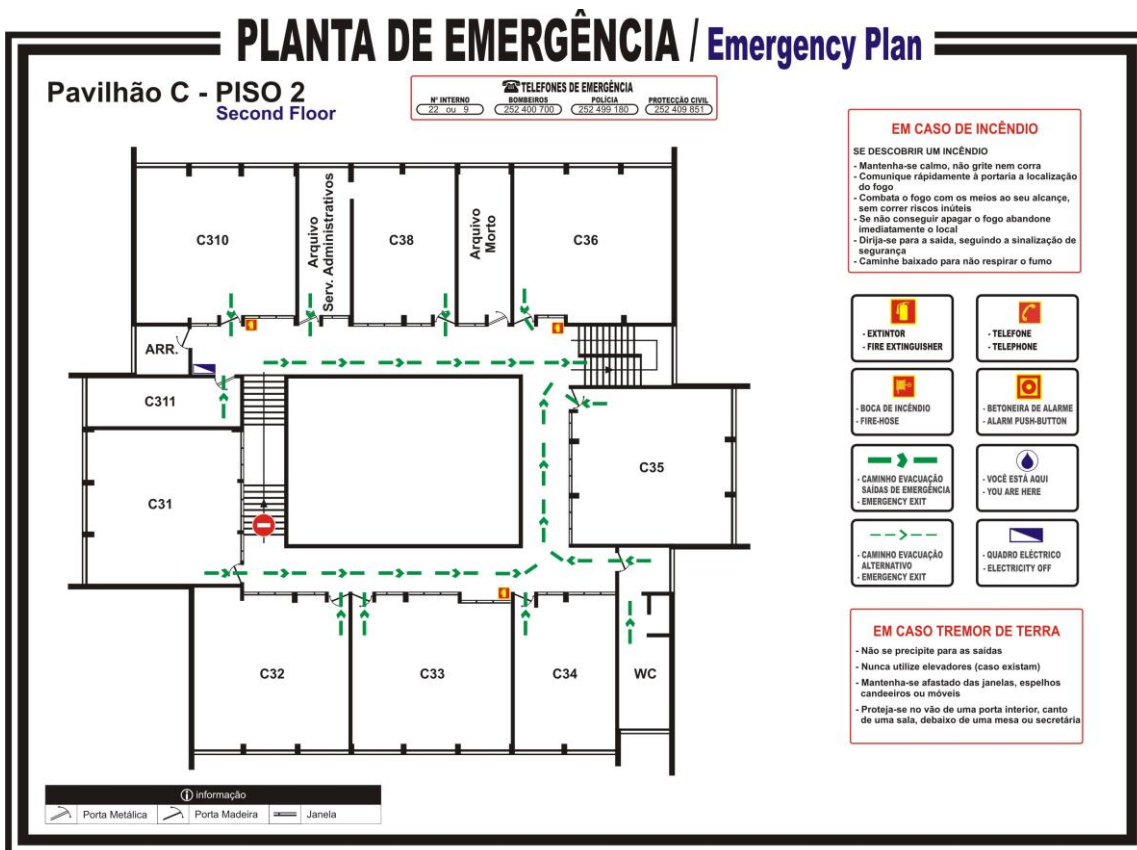 PLANTA DE EMERGÊNCIA / Emergency Plan
Pavilhão C - PISO 2
Second Floor
TELEFONES DE EMERGÊNCIA
Nº INTERNO BOMBEIROS POLÍCIA PROTECÇÃO CIVIL
22 ou 9 252 400 700 252 499 180 252 409 851
EM CASO DE INCÊNDIO
SE DESCOBRIR UM INCÊNDIO
- Mantenha-se calmo, não grite nem corra
- Comunique rápidamente à portaria a localização
do fogo
- Combata o fogo com os meios ao seu alcançe,
sem correr riscos inúteis
- Se não conseguir apagar o fogo abandone
imediatamente o local
- Dirija-se para a saida, seguindo a sinalização de
segurança
- Caminhe baixado para não respirar o fumo
C310
Arquivo
Serv. Administrativos
C38
Arquivo
Morto
C36
ARR.
C311
C31
C35
C32
C33
C34
WC
- EXTINTOR
- FIRE EXTINGUISHER
- TELEFONE
- TELEPHONE
- BOCA DE INCÊNDIO
- FIRE-HOSE
- BETONEIRA DE ALARME
- ALARM PUSH-BUTTON
- CAMINHO EVACUAÇÃO
SAÍDAS DE EMERGÊNCIA
- EMERGENCY EXIT
- VOCÊ ESTÁ AQUI
- YOU ARE HERE
- CAMINHO EVACUAÇÃO
ALTERNATIVO
- EMERGENCY EXIT
- QUADRO ELÉCTRICO
- ELECTRICITY OFF
EM CASO TREMOR DE TERRA
- Não se precipite para as saídas
- Nunca utilize elevadores (caso existam)
- Mantenha-se afastado das janelas, espelhos
candeeiros ou móveis
- Proteja-se no vão de uma porta interior, canto
de uma sala, debaixo de uma mesa ou secretária
i informação
Porta Metálica Porta Madeira Janela